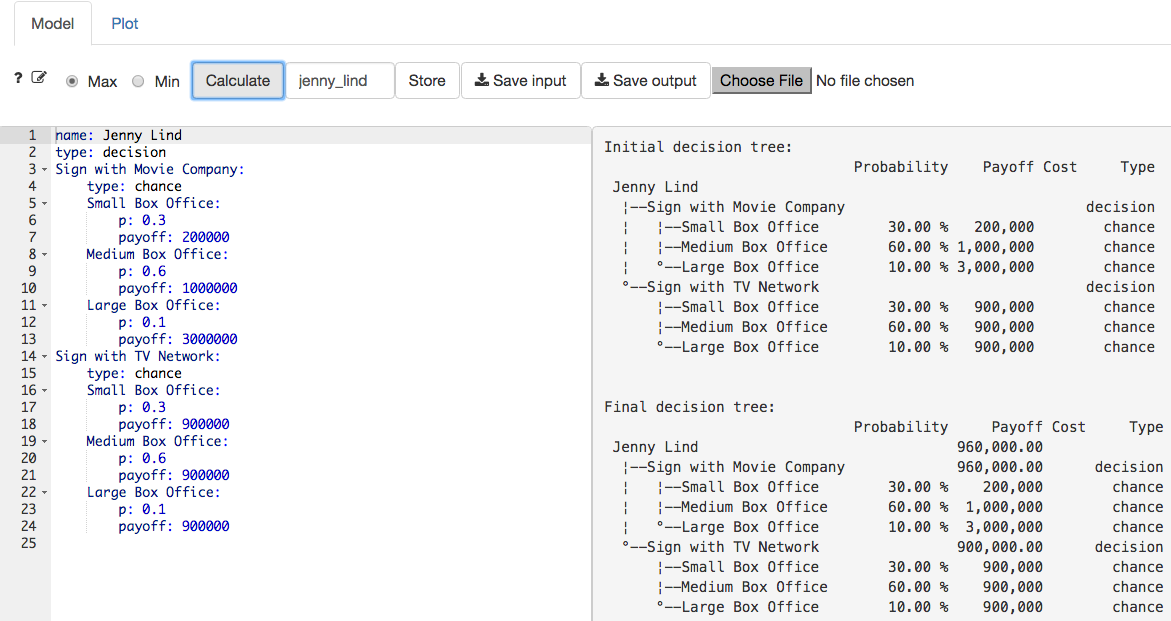 Model Plot
? Max Min Calculate jenny_lind Store Save input Save output Choose File No file chosen
1 name: Jenny Lind
2 type: decision
3 Sign with Movie Company:
4 type: chance
5 Small Box Office:
6 p: 0.3
7 payoff: 200000
8 Medium Box Office:
9 p: 0.6
10 payoff: 1000000
11 Large Box Office:
12 p: 0.1
13 payoff: 3000000
14 Sign with TV Network:
15 type: chance
16 Small Box Office:
17 p: 0.3
18 payoff: 900000
19 Medium Box Office:
20 p: 0.6
21 payoff: 900000
22 Large Box Office:
23 p: 0.1
24 payoff: 900000
25
Initial decision tree:
Probability Payoff Cost Type
Jenny Lind
¦--Sign with Movie Company decision
¦ ¦--Small Box Office 30.00 % 200,000 chance
¦ ¦--Medium Box Office 60.00 % 1,000,000 chance
¦ °--Large Box Office 10.00 % 3,000,000 chance
°--Sign with TV Network decision
¦--Small Box Office 30.00 % 900,000 chance
¦--Medium Box Office 60.00 % 900,000 chance
°--Large Box Office 10.00 % 900,000 chance
Final decision tree:
Probability Payoff Cost Type
Jenny Lind 960,000.00
¦--Sign with Movie Company 960,000.00 decision
¦ ¦--Small Box Office 30.00 % 200,000 chance
¦ ¦--Medium Box Office 60.00 % 1,000,000 chance
¦ °--Large Box Office 10.00 % 3,000,000 chance
°--Sign with TV Network 900,000.00 decision
¦--Small Box Office 30.00 % 900,000 chance
¦--Medium Box Office 60.00 % 900,000 chance
°--Large Box Office 10.00 % 900,000 chance